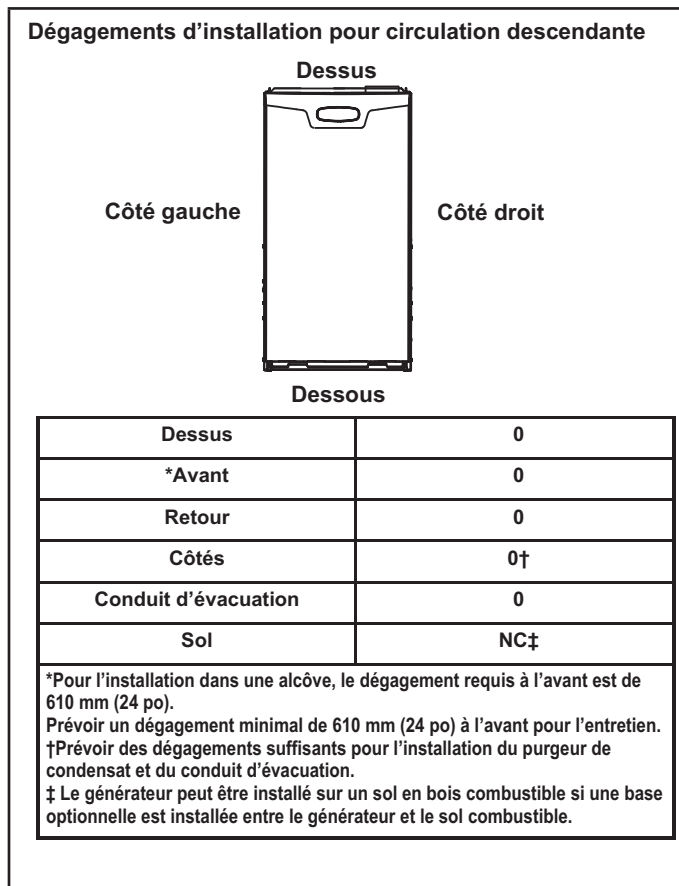 Dégagements d’installation pour circulation descendante
Dessus
Côté gauche
Côté droit
Dessous
Dessus 0
*Avant 0
Retour 0
Côtés 0†
Conduit d’évacuation 0
Sol NC‡
*Pour l’installation dans une alcôve, le dégagement requis à l’avant est de
610 mm (24 po).
Prévoir un dégagement minimal de 610 mm (24 po) à l’avant pour l’entretien.
†Prévoir des dégagements suffisants pour l’installation du purgeur de
condensat et du conduit d’évacuation.
‡ Le générateur peut être installé sur un sol en bois combustible si une base
optionnelle est installée entre le générateur et le sol combustible.